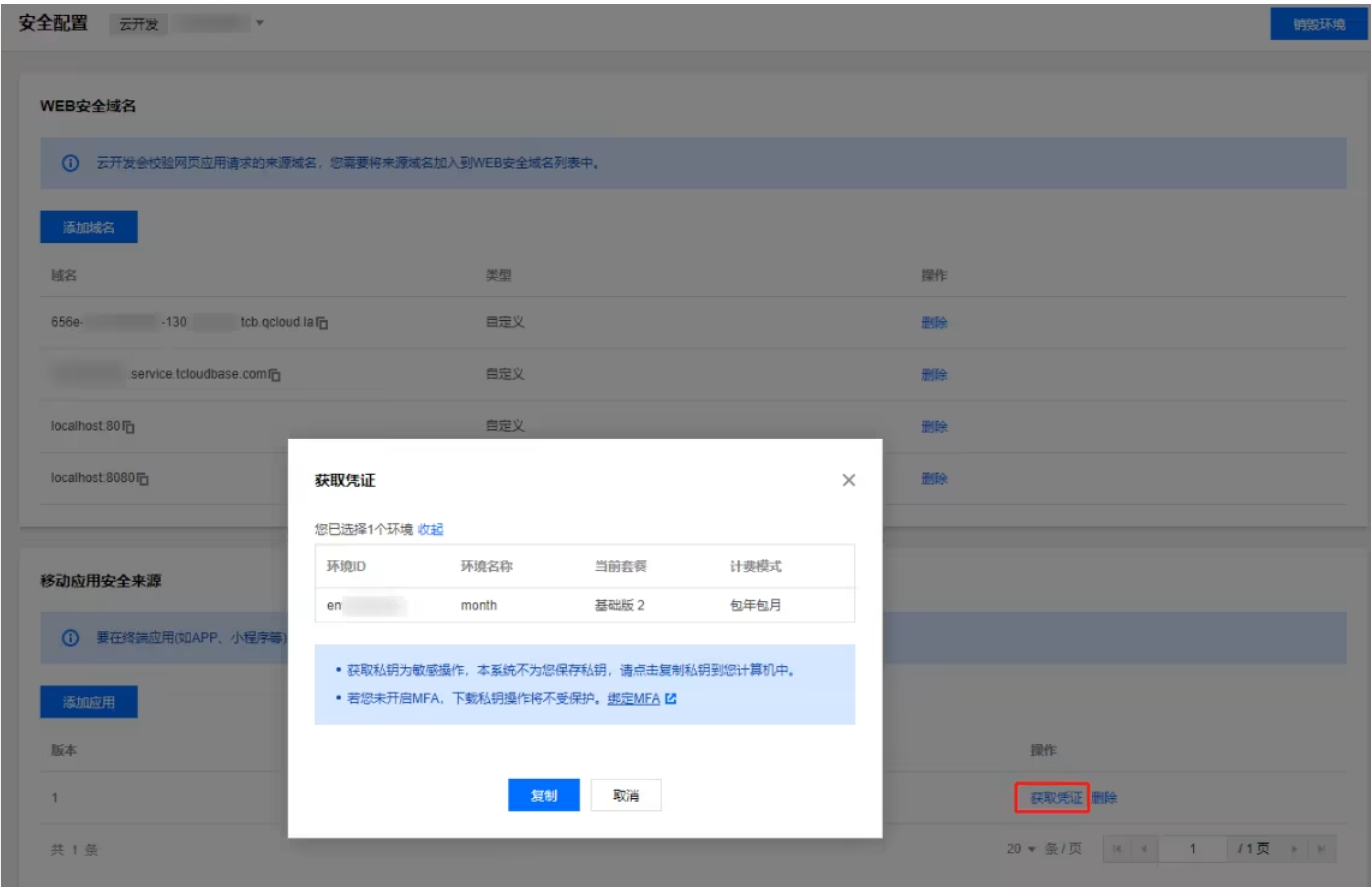 安全配置 云开发
销毁环境
WEB安全域名
云开发会校验网页应用请求的来源域名，您需要将来源域名加入到WEB安全域名列表中。
添加域名
域名 类型 操作
656e- -130 tcb.qcloud.la 自定义 删除
.service.tcloudbase.com 自定义 删除
localhost:80 自定义 删除
localhost:8080 删除
获取凭证
您已选择1个环境 收起
环境ID 环境名称 当前套餐 计费模式
en month 基础版 2 包年包月
• 获取私钥为敏感操作，本系统不为您保存私钥，请点击复制私钥到您计算机中。
• 若您未开启MFA，下载私钥操作将不受保护。绑定MFA
复制 取消
移动应用安全来源
要在终端应用(如APP、小程序等)
添加应用
版本 操作
1 获取凭证 删除
共 1 条 20 条 / 页 1 / 1 页